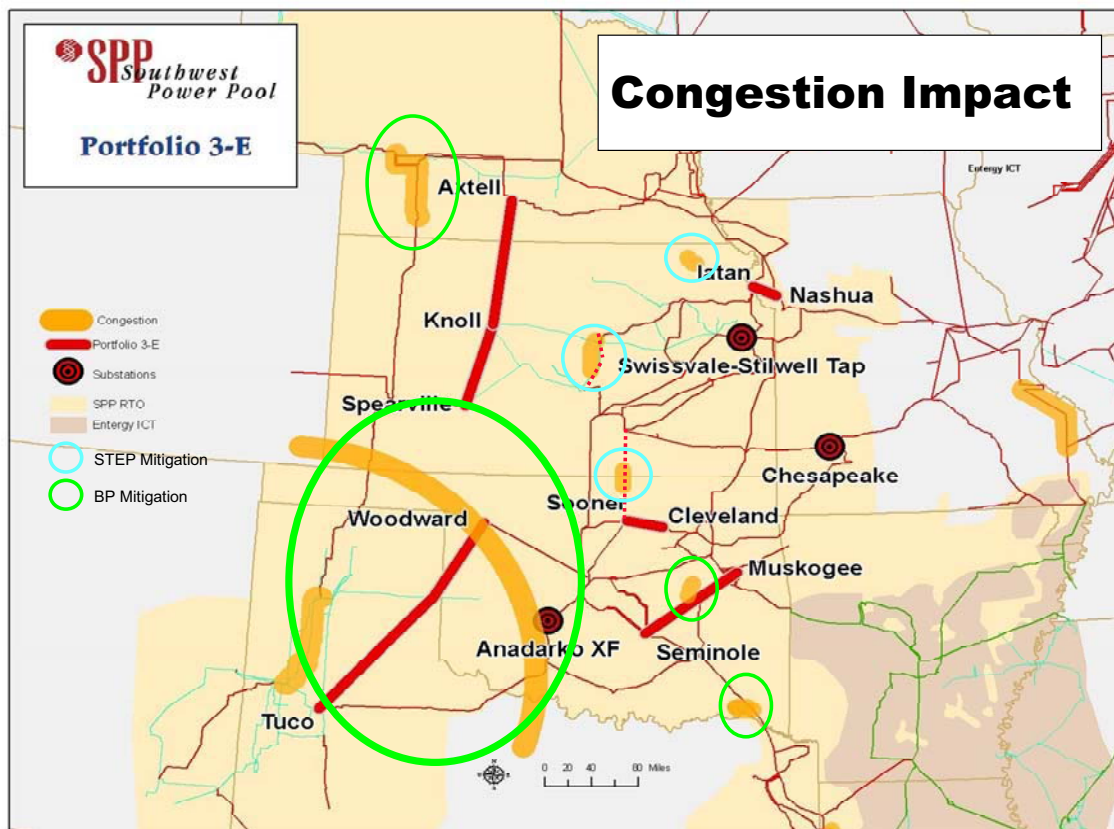 SPP
Southwest
Power Pool
Portfolio 3-E
Congestion Impact
Entergy ICT
Axtell
Iatan
Nashua
Knoll
Swissvale-Stilwell Tap
Spearville
Congestion
Portfolio 3-E
Substations
SPP RTO
Entergy ICT
STEP Mitigation
BP Mitigation
Chesapeake
Sooner
Cleveland
Woodward
Muskogee
Anadarko XF
Seminole
Tuco
0 20 40 80 Miles